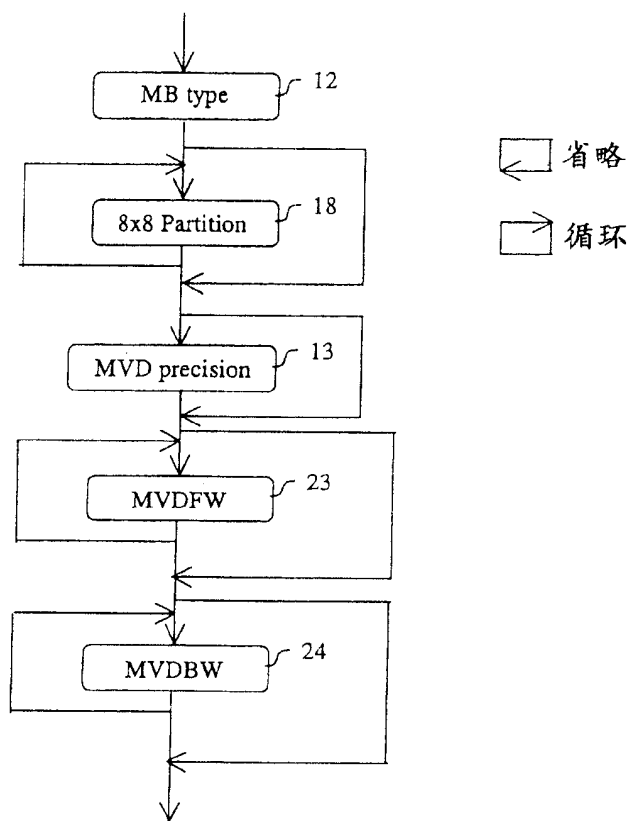 MB type
12
省略
8x8 Partition
18
循环
MVD precision
13
MVDFW
23
MVDBW
24